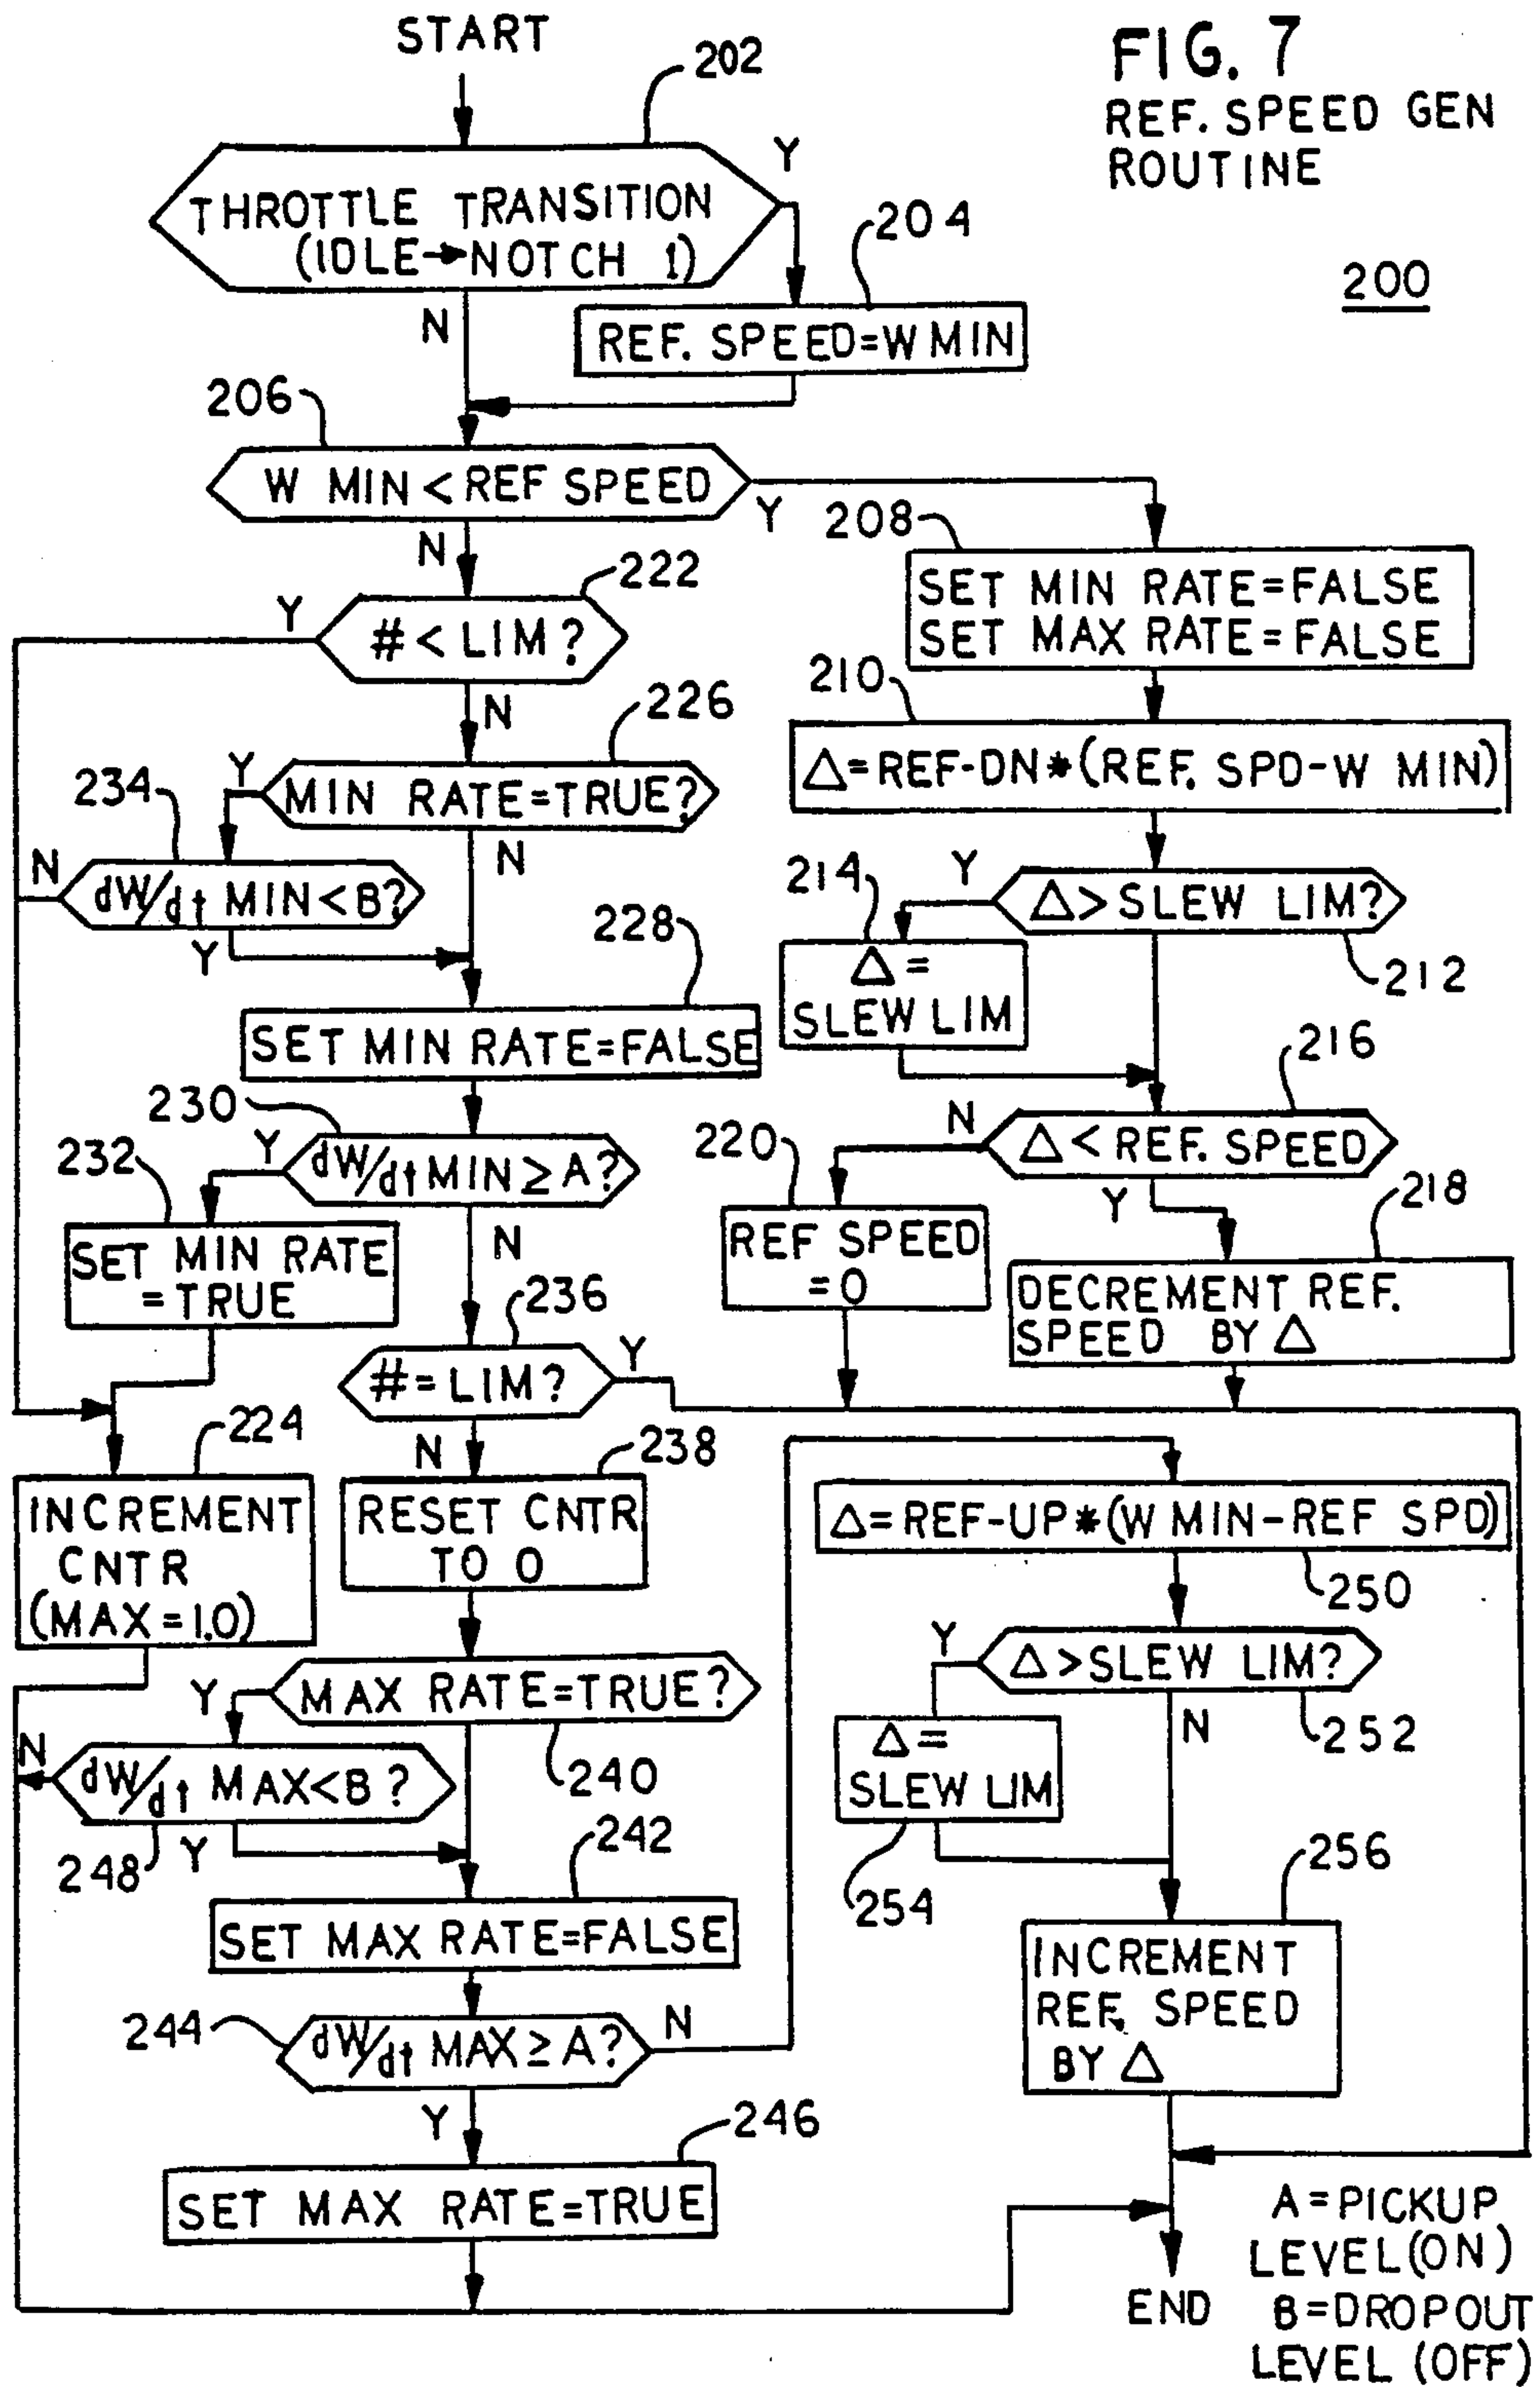 START
202
FIG. 7
REF. SPEED GEN
ROUTINE
200
THROTTLE TRANSITION
(IDLE→NOTCH 1)
Y
N
204
REF. SPEED=W MIN
206
W MIN < REF SPEED
Y
N
208
SET MIN RATE=FALSE
SET MAX RATE=FALSE
222
# < LIM?
Y
N
210
Δ=REF-DN*(REF. SPD-W MIN)
226
MIN RATE=TRUE?
Y
N
234
dW/dt MIN<B?
N
Y
Δ>SLEW LIM?
Y
212
214
Δ=
SLEW LIM
228
SET MIN RATE=FALSE
216
Δ<REF. SPEED
N
Y
230
dW/dt MIN≥A?
Y
N
232
SET MIN RATE
=TRUE
220
REF SPEED
=0
218
DECREMENT REF.
SPEED BY Δ
236
#=LIM?
Y
N
224
INCREMENT
CNTR
(MAX=1.0)
238
RESET CNTR
TO 0
Δ=REF-UP*(W MIN-REF SPD)
250
MAX RATE=TRUE?
Y
240
Δ>SLEW LIM?
Y
N
252
dW/dt MAX<B?
N
Y
248
Δ=
SLEW LIM
254
242
SET MAX RATE=FALSE
256
INCREMENT
REF. SPEED
BY Δ
244
dW/dt MAX≥A?
N
Y
246
SET MAX RATE=TRUE
END
A=PICKUP
LEVEL(ON)
B=DROPOUT
LEVEL (OFF)